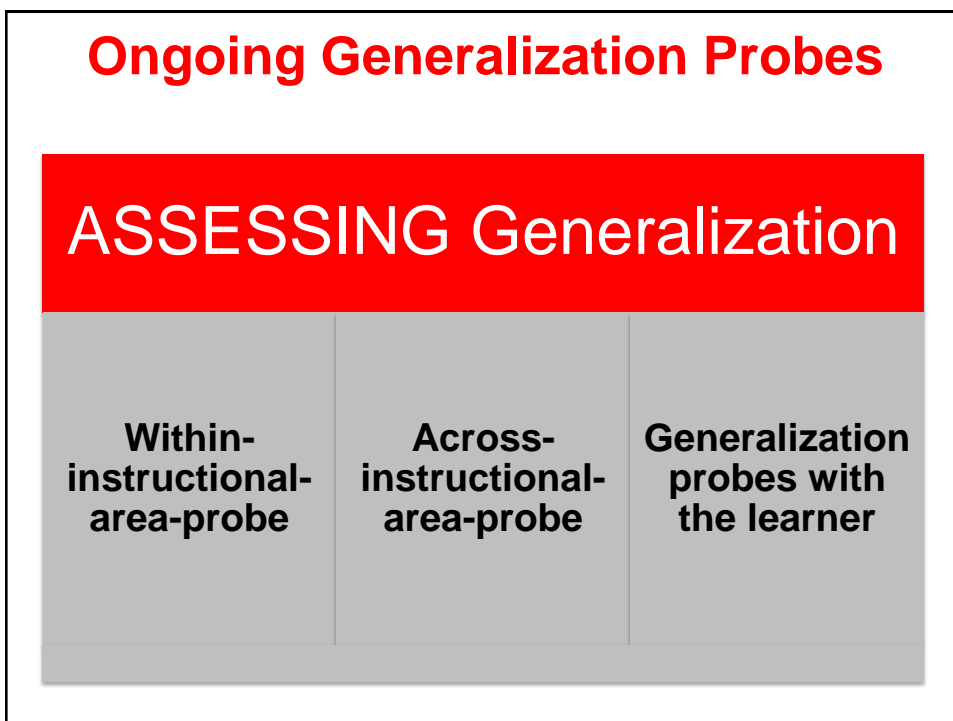 Ongoing Generalization Probes
ASSESSING Generalization
Within-
instructional-
area-probe
Across-
instructional-
area-probe
Generalization
probes with
the learner